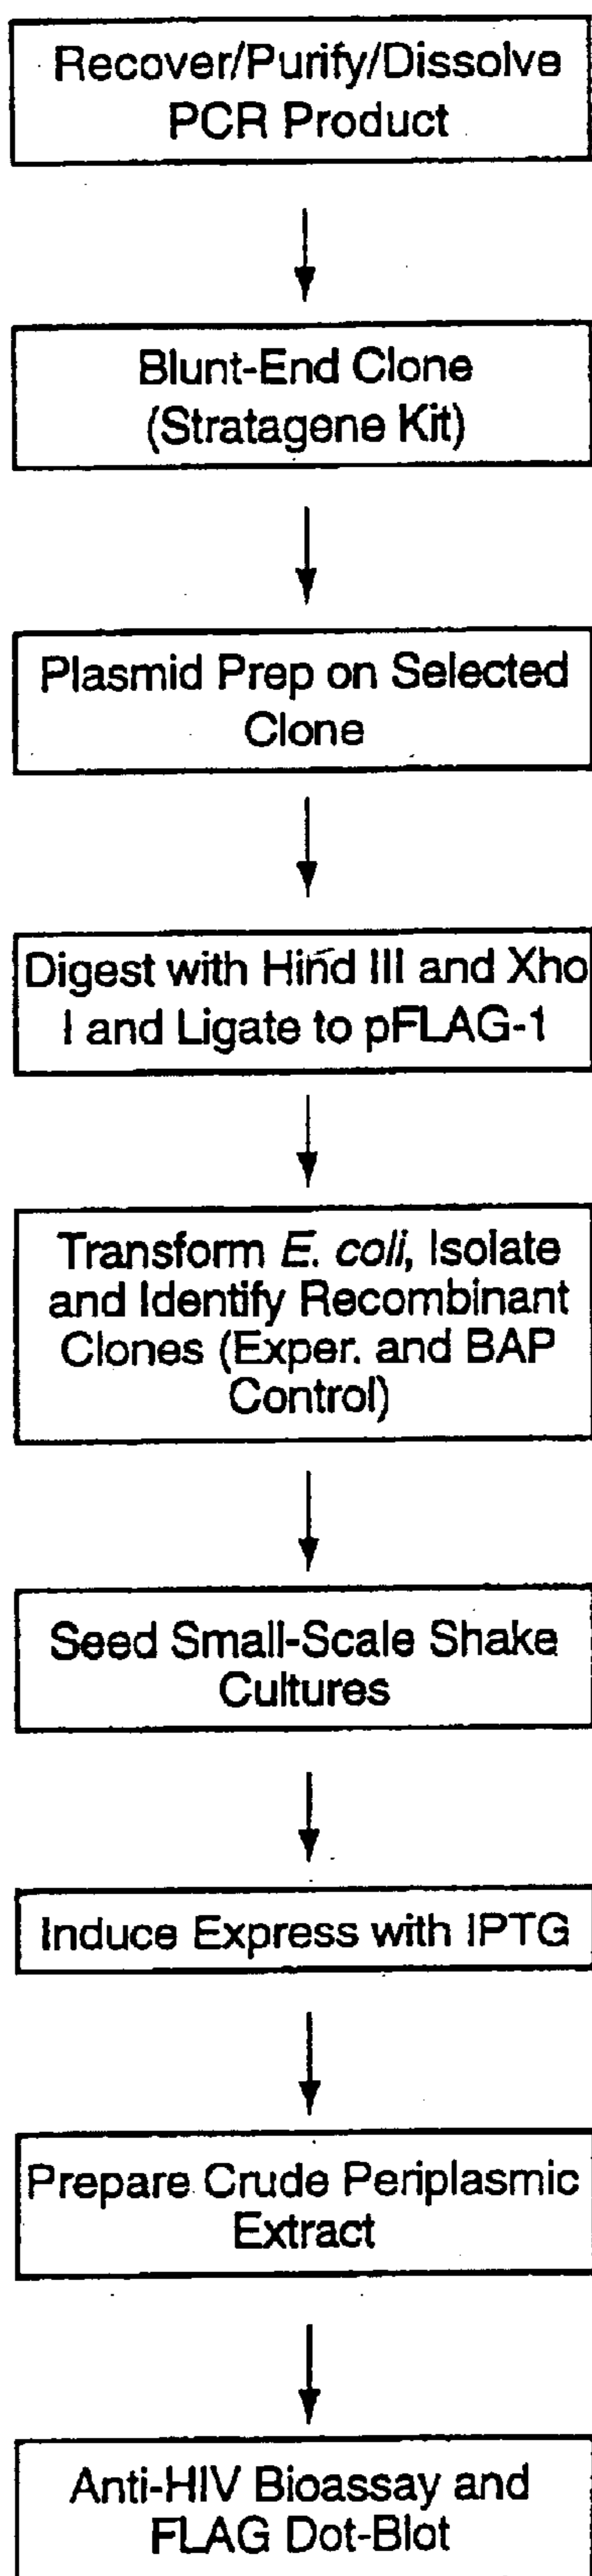 Recover/Purify/Dissolve
PCR Product
Blunt-End Clone
(Stratagene Kit)
Plasmid Prep on Selected
Clone
Digest with Hind III and Xho
I and Ligate to pFLAG-1
Transform E. coli, Isolate
and Identify Recombinant
Clones (Exper. and BAP
Control)
Seed Small-Scale Shake
Cultures
Induce Express with IPTG
Prepare Crude Periplasmic
Extract
Anti-HIV Bioassay and
FLAG Dot-Blot